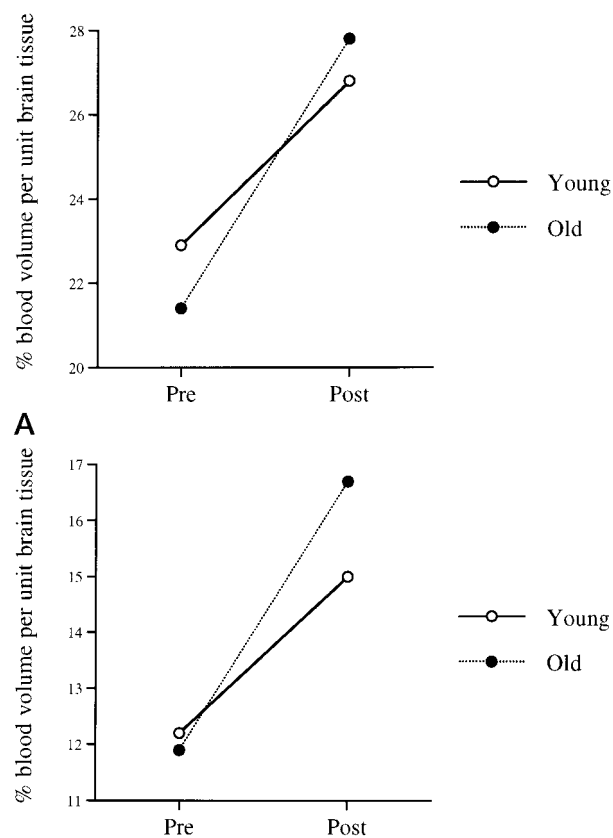 % blood volume per unit brain tissue
28
26
24
22
20
Pre Post
Young
Old
A
% blood volume per unit brain tissue
17
16
15
14
13
12
11
Pre Post
Young
Old